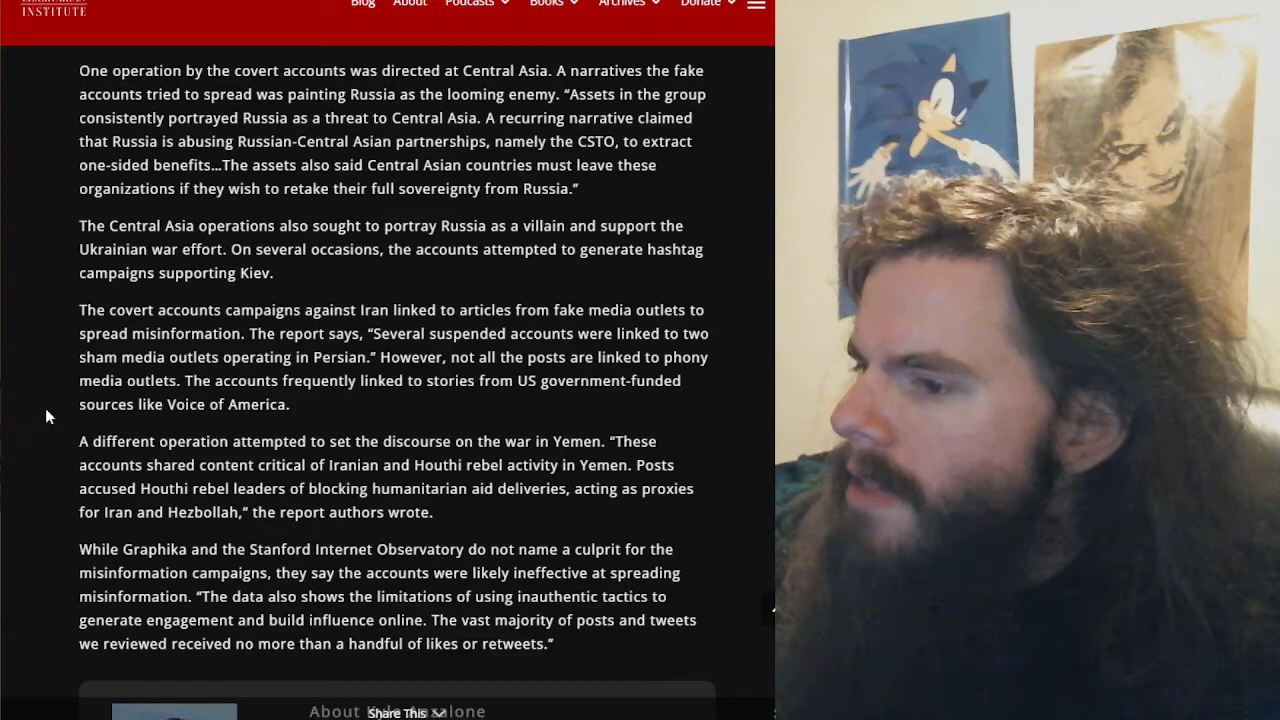 INSTITUTE
Blog About Podcasts Books Archives Donate
One operation by the covert accounts was directed at Central Asia. A narratives the fake
accounts tried to spread was painting Russia as the looming enemy. “Assets in the group
consistently portrayed Russia as a threat to Central Asia. A recurring narrative claimed
that Russia is abusing Russian-Central Asian partnerships, namely the CSTO, to extract
one-sided benefits...The assets also said Central Asian countries must leave these
organizations if they wish to retake their full sovereignty from Russia.”
The Central Asia operations also sought to portray Russia as a villain and support the
Ukrainian war effort. On several occasions, the accounts attempted to generate hashtag
campaigns supporting Kiev.
The covert accounts campaigns against Iran linked to articles from fake media outlets to
spread misinformation. The report says, “Several suspended accounts were linked to two
sham media outlets operating in Persian.” However, not all the posts are linked to phony
media outlets. The accounts frequently linked to stories from US government-funded
sources like Voice of America.
A different operation attempted to set the discourse on the war in Yemen. “These
accounts shared content critical of Iranian and Houthi rebel activity in Yemen. Posts
accused Houthi rebel leaders of blocking humanitarian aid deliveries, acting as proxies
for Iran and Hezbollah,” the report authors wrote.
While Graphika and the Stanford Internet Observatory do not name a culprit for the
misinformation campaigns, they say the accounts were likely ineffective at spreading
misinformation. “The data also shows the limitations of using inauthentic tactics to
generate engagement and build influence online. The vast majority of posts and tweets
we reviewed received no more than a handful of likes or retweets.”
About
Share This